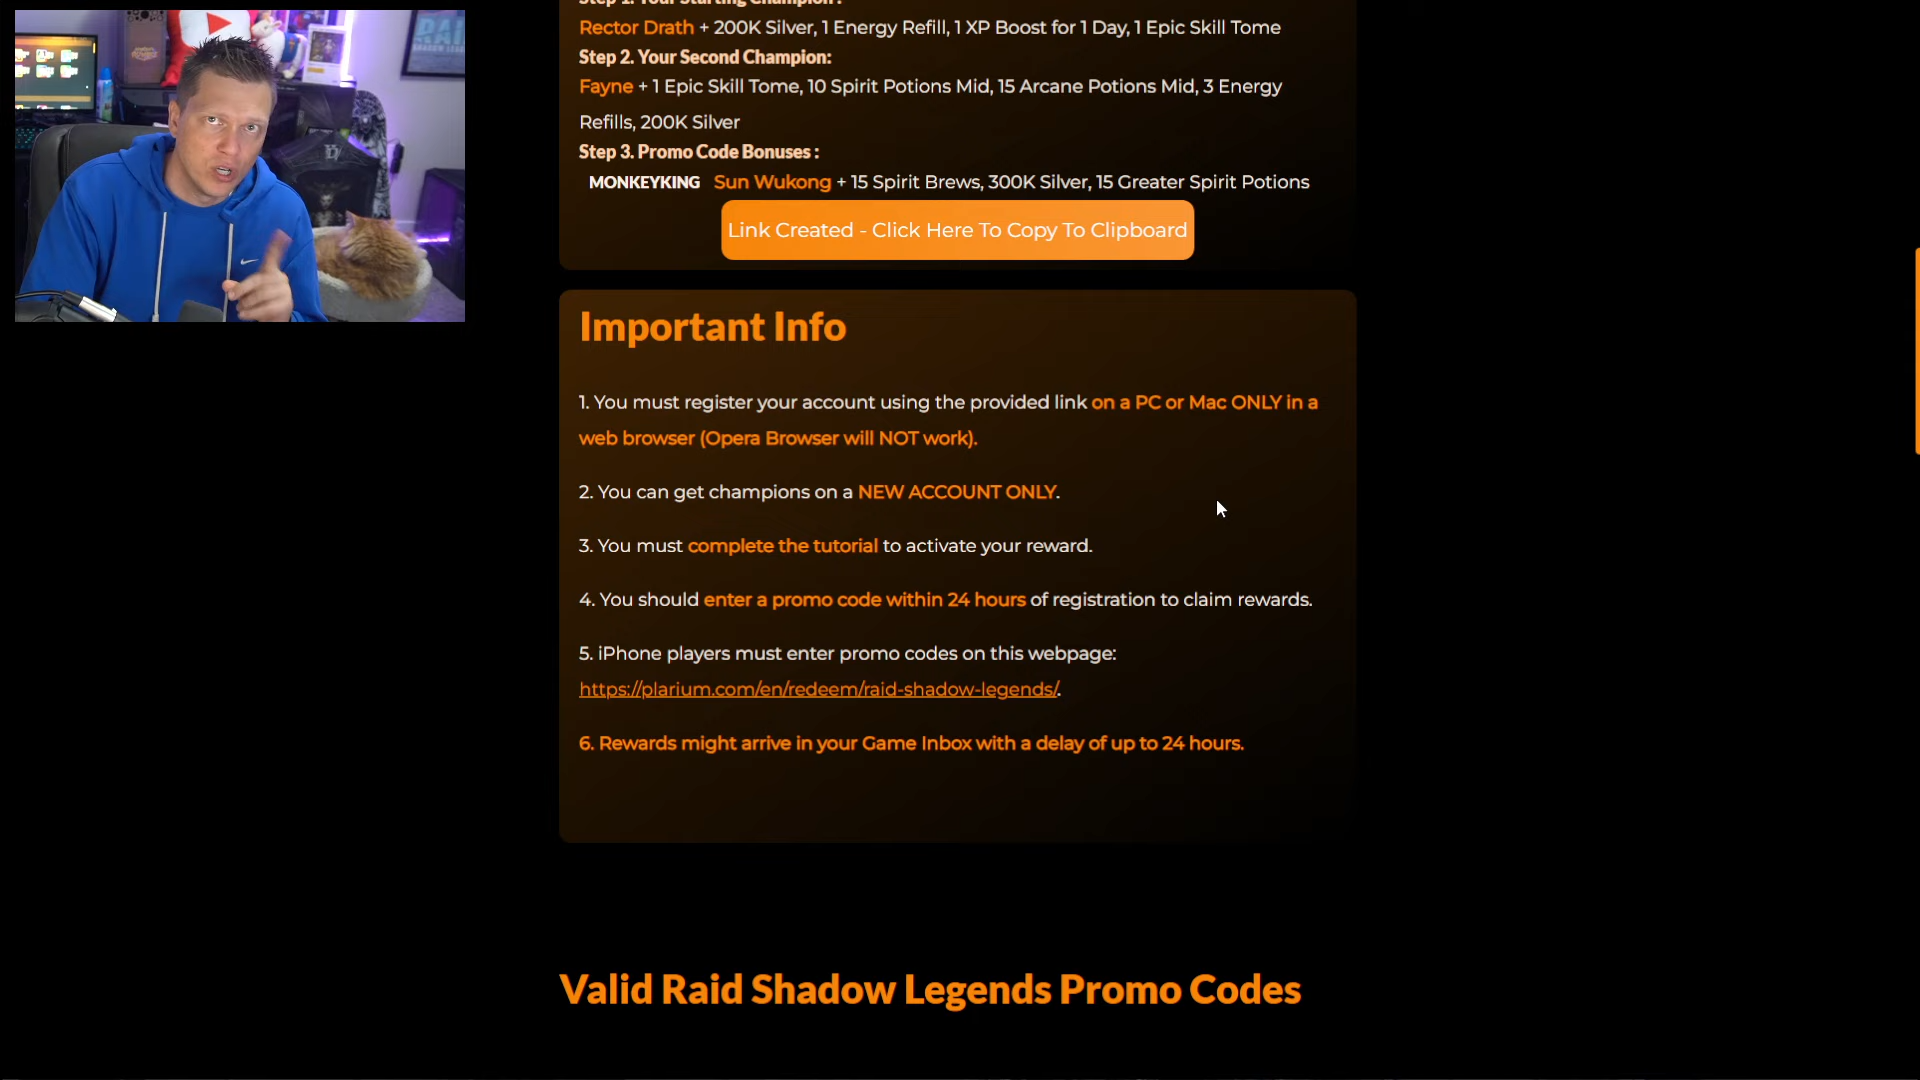 Step 1. Your Starting Champion :
Rector Drath + 200K Silver, 1 Energy Refill, 1 XP Boost for 1 Day, 1 Epic Skill Tome
Step 2. Your Second Champion:
Fayne + 1 Epic Skill Tome, 10 Spirit Potions Mid, 15 Arcane Potions Mid, 3 Energy
Refills, 200K Silver
Step 3. Promo Code Bonuses :
MONKEYKING Sun Wukong + 15 Spirit Brews, 300K Silver, 15 Greater Spirit Potions
Link Created - Click Here To Copy To Clipboard
Important Info
1. You must register your account using the provided link on a PC or Mac ONLY in a
web browser (Opera Browser will NOT work).
2. You can get champions on a NEW ACCOUNT ONLY.
3. You must complete the tutorial to activate your reward.
4. You should enter a promo code within 24 hours of registration to claim rewards.
5. iPhone players must enter promo codes on this webpage:
https://plarium.com/en/redeem/raid-shadow-legends/.
6. Rewards might arrive in your Game Inbox with a delay of up to 24 hours.
Valid Raid Shadow Legends Promo Codes